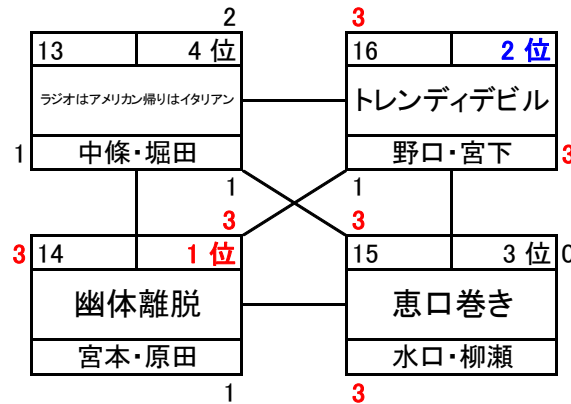 2 3
13 4 位 16 2 位
ラジオはアメリカン帰りはイタリアン トレンディデビル
1 中條・堀田 野口・宮下 3
1 1
3 3
3 14 1 位 15 3 位 0
幽体離脱 恵口巻き
宮本・原田 水口・柳瀬
1 3